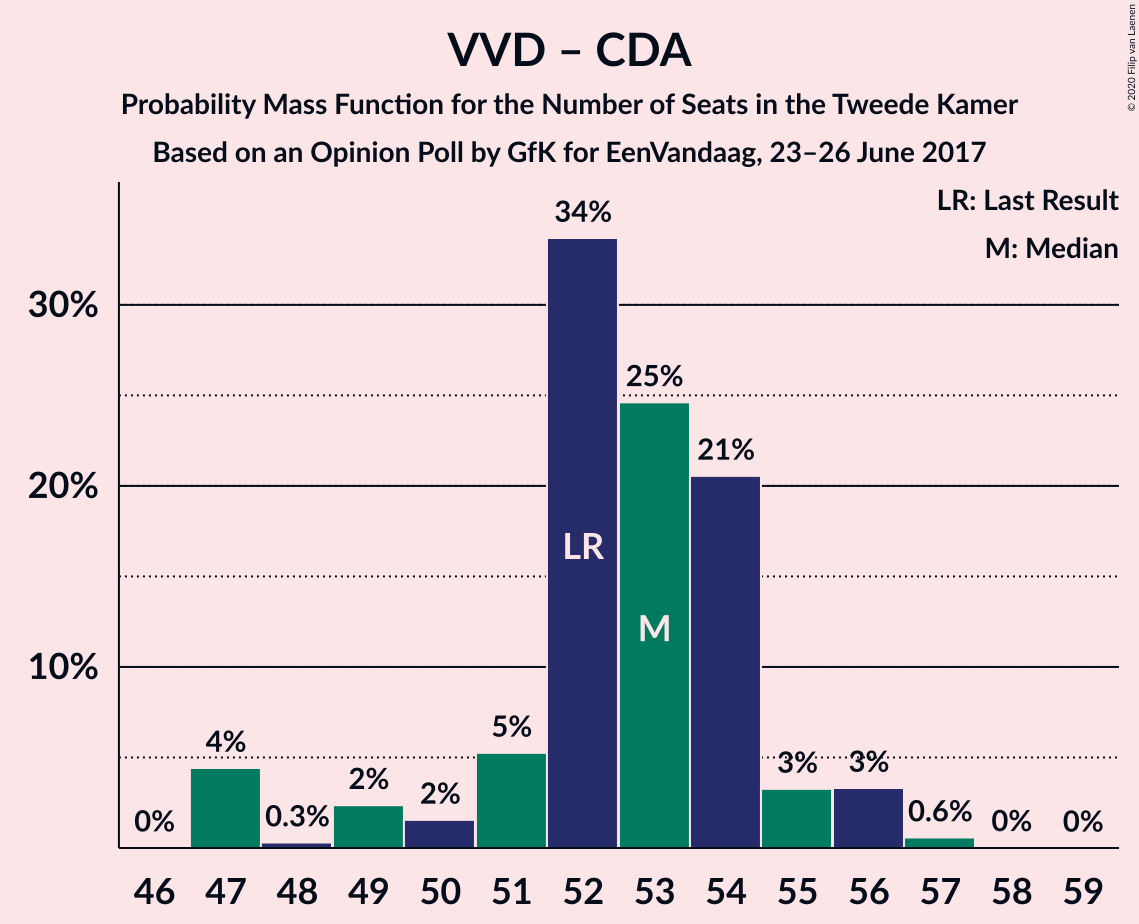 VVD – CDA
Probability Mass Function for the Number of Seats in the Tweede Kamer
Based on an Opinion Poll by GfK for EenVandaag, 23–26 June 2017
© 2020 Filip van Laenen
LR: Last Result
M: Median
30%
20%
10%
0%
4%
0.3%
2%
2%
5%
34%
25%
21%
3%
3%
0.6%
0%
0%
LR
M
46 47 48 49 50 51 52 53 54 55 56 57 58 59